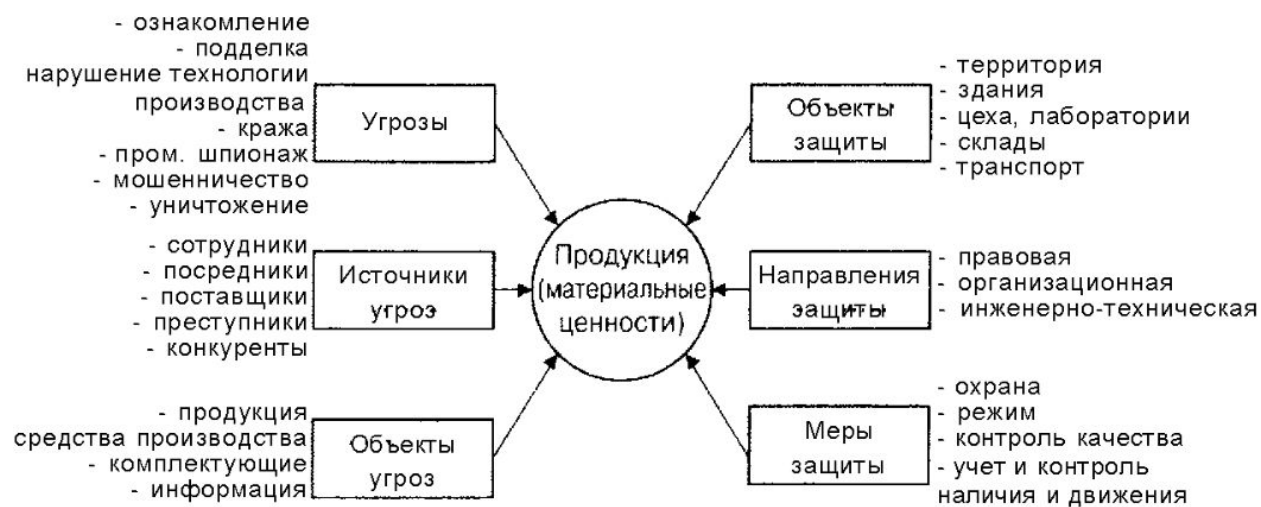 - ознакомление
- подделка
нарушение технологии
производства
- кража
- пром. шпионаж
- мошенничество
- уничтожение
Угрозы
- сотрудники
- посредники
- поставщики
- преступники
- конкуренты
Источники
угроз
- продукция
средства производства
- комплектующие
- информация
Объекты
угроз
Продукция
(материальные
ценности)
Объекты
защиты
- территория
- здания
- цеха, лаборатории
- склады
- транспорт
Направления
защиты
- правовая
- организационная
- инженерно-техническая
Меры
защиты
- охрана
- режим
- контроль качества
- учет и контроль
наличия и движения